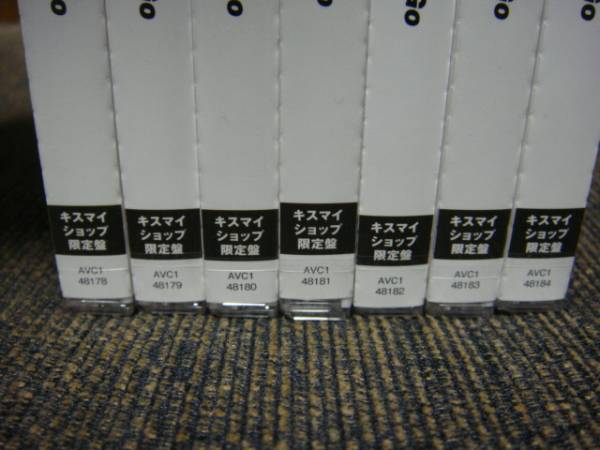 キスマイ
ショップ
限定盤
AVC1
48178
キスマイ
ショップ
限定盤
AVC1
48179
キスマイ
ショップ
限定盤
AVC1
48180
キスマイ
ショップ
限定盤
AVC1
48181
キスマイ
ショップ
限定盤
AVC1
48182
キスマイ
ショップ
限定盤
AVC1
48183
キスマイ
ショップ
限定盤
AVC1
48184